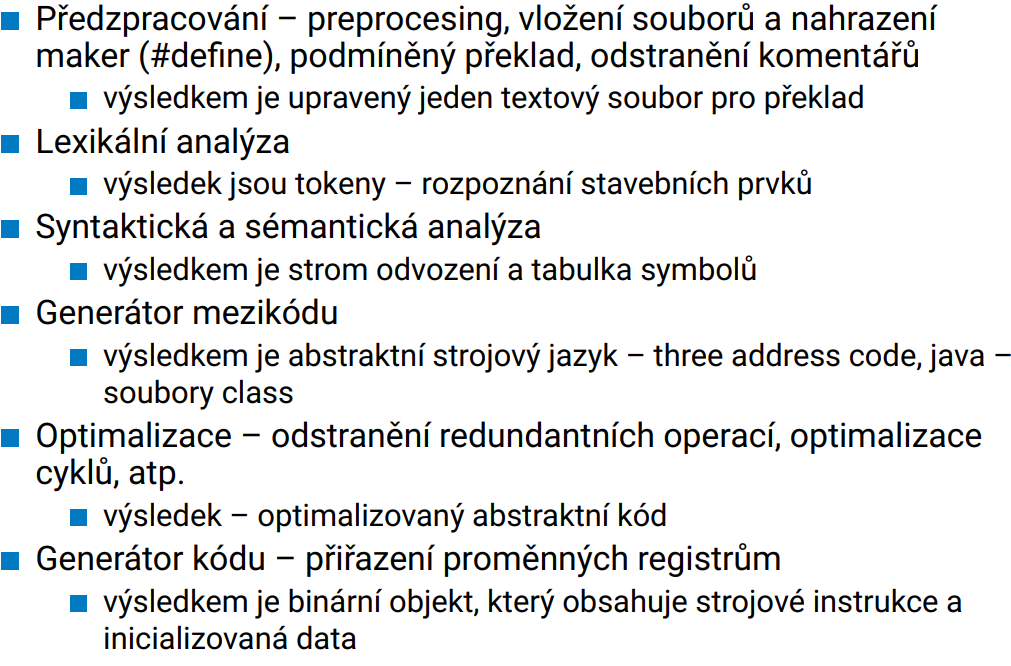 Předzpracování – preprocesing, vložení souborů a nahrazení
maker (#define), podmíněný překlad, odstranění komentářů
výsledkem je upravený jeden textový soubor pro překlad
Lexikální analýza
výsledek jsou tokeny – rozpoznání stavebních prvků
Syntaktická a sémantická analýza
výsledkem je strom odvození a tabulka symbolů
Generátor mezikódu
výsledkem je abstraktní strojový jazyk – three address code, java –
soubory class
Optimalizace – odstranění redundantních operací, optimalizace
cyklů, atp.
výsledek – optimalizovaný abstraktní kód
Generátor kódu – přiřazení proměnných registrům
výsledkem je binární objekt, který obsahuje strojové instrukce a
inicializovaná data